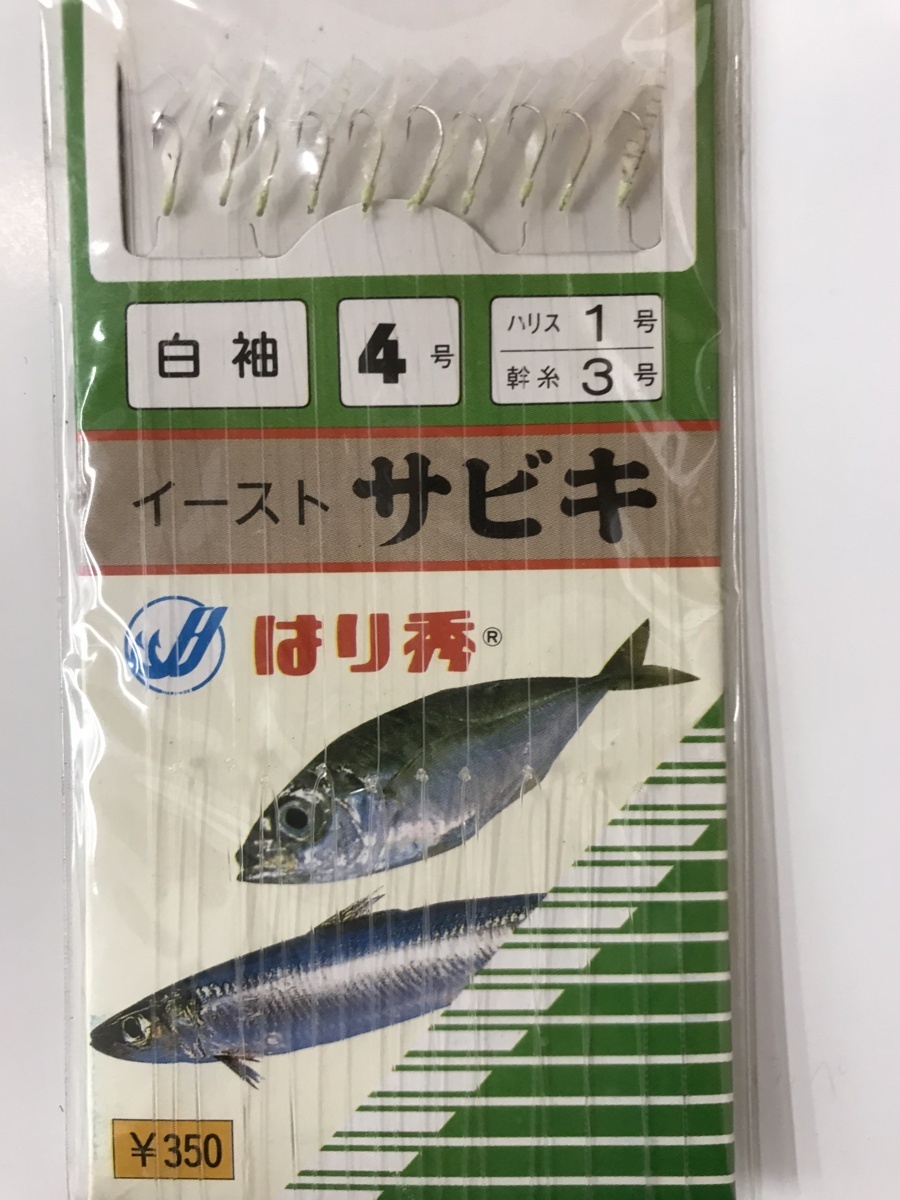 白袖
4号
ハリス 1号
幹糸 3号
イースト サビキ
H はり秀®
¥350